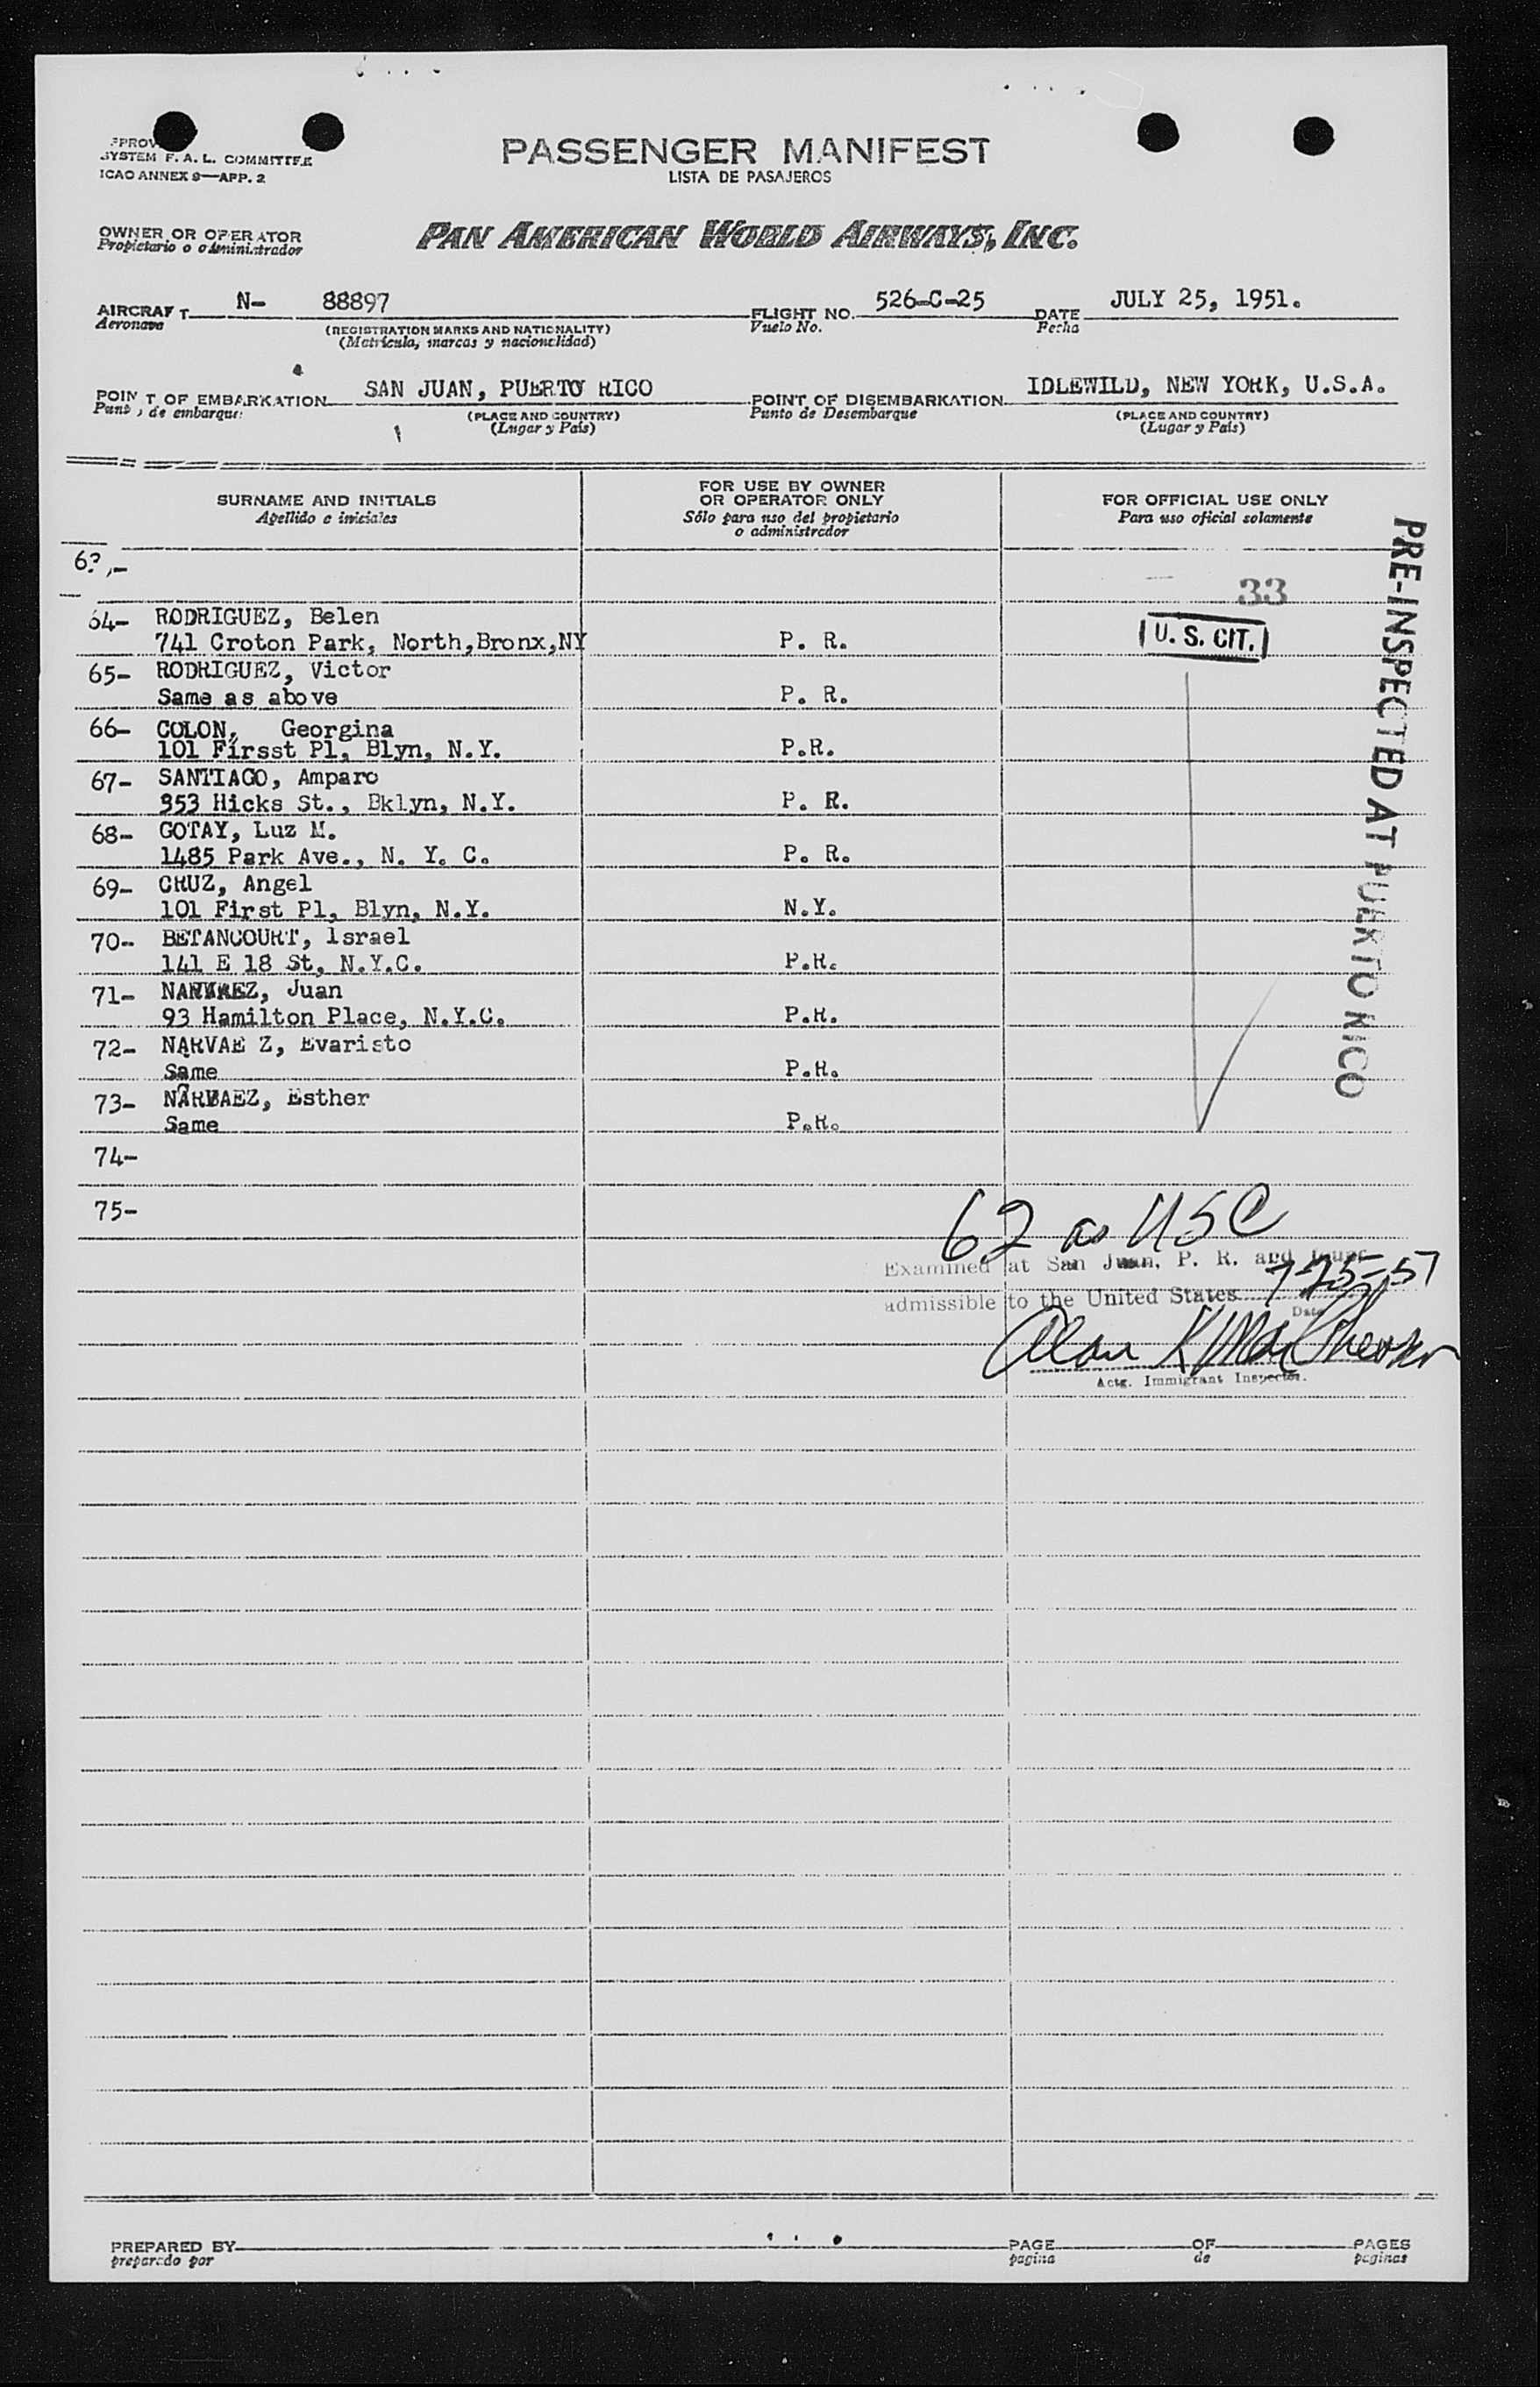 SYSTEM F. A. L. COMMITTEE
ICAO ANNEX 9—APP. 2
PASSENGER MANIFEST
LISTA DE PASAJEROS
OWNER OR OPERATOR
Propietario o administrador
PAN AMERICAN WORLD AIRWAYS, INC.
AIRCRAFT N- 88897 FLIGHT NO. 526-C-25 DATE JULY 25, 1951.
Aeronave (REGISTRATION MARKS AND NATIONALITY) Vuelo No. Fecha
(Matricula, marcas y nacionalidad)
POINT OF EMBARKATION SAN JUAN, PUERTO RICO POINT OF DISEMBARKATION IDLEWILD, NEW YORK, U.S.A.
Punto de embarque: (PLACE AND COUNTRY) Punto de Desembarque (PLACE AND COUNTRY)
(Lugar y País) (Lugar y País)
SURNAME AND INITIALS FOR USE BY OWNER OR OPERATOR ONLY FOR OFFICIAL USE ONLY
Apellido e iniciales Sólo para uso del propietario o administrador Para uso oficial solamente
33
64- RODRIGUEZ, Belen
741 Croton Park, North,Bronx,NY P. R. U. S. CIT.
65- RODRIGUEZ, Victor
Same as above P. R.
66- COLON, Georgina
101 Firsst Pl, Blyn, N.Y. P.R.
67- SANTIAGO, Amparo
353 Hicks St., Bklyn, N.Y. P. R.
68- GOTAY, Luz M.
1485 Park Ave., N. Y. C. P. R.
69- CRUZ, Angel
101 First Pl, Blyn, N.Y. N.Y.
70- BETANCOURT, Israel
141 E 18 St, N.Y.C. P.R.
71- NARVAEZ, Juan
93 Hamilton Place, N.Y.C. P.R.
72- NARVAE Z, Evaristo
Same P.R.
73- NARVAEZ, Esther
Same P.R.
74-
75-
PRE-INSPECTED AT PUERTO RICO
62 as USC
Examined at San Juan, P. R. and
admissible to the United States 7-25-51
Date
Alan K
Actg. Immigrant Inspector.
PREPARED BY PAGE OF PAGES
preparado por pagina de paginas